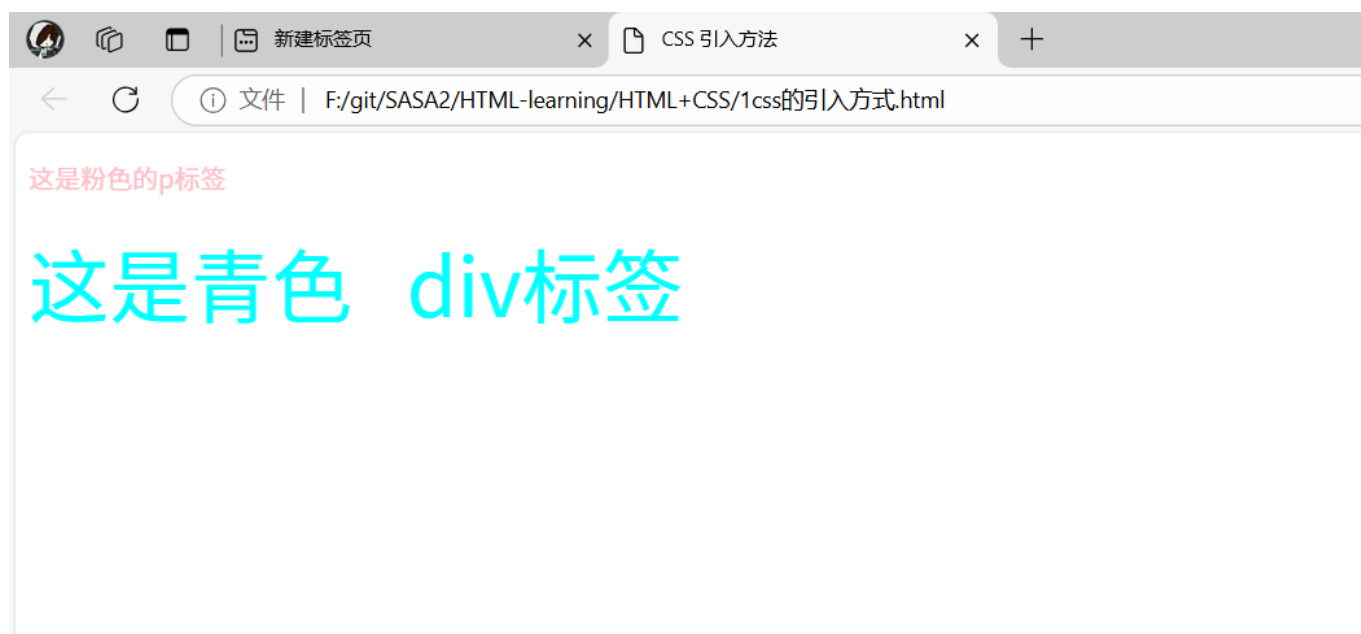 新建标签页
CSS 引入方法
文件 | F:/git/SASA2/HTML-learning/HTML+CSS/1css的引入方式.html
这是粉色的p标签
这是青色 div标签